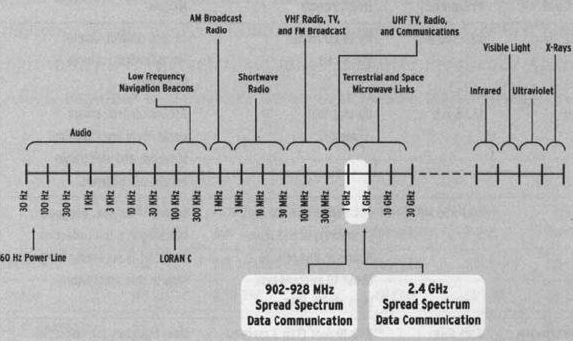 AM Broadcast
Radio
VHF Radio, TV,
and FM Broadcast
UHF TV, Radio,
and Communications
Visible Light
X-Rays
Low Frequency
Navigation Beacons
Shortwave
Radio
Terrestrial and Space
Microwave Links
Infrared
Ultraviolet
Audio
30 Hz
100 Hz
300 Hz
1 KHz
3 KHz
10 KHz
30 KHz
100 KHz
300 KHz
1 MHz
3 MHz
10 MHz
30 MHz
100 MHz
300 MHz
1 GHz
3 GHz
10 GHz
30 GHz
60 Hz Power Line
LORAN C
902-928 MHz
Spread Spectrum
Data Communication
2.4 GHz
Spread Spectrum
Data Communication